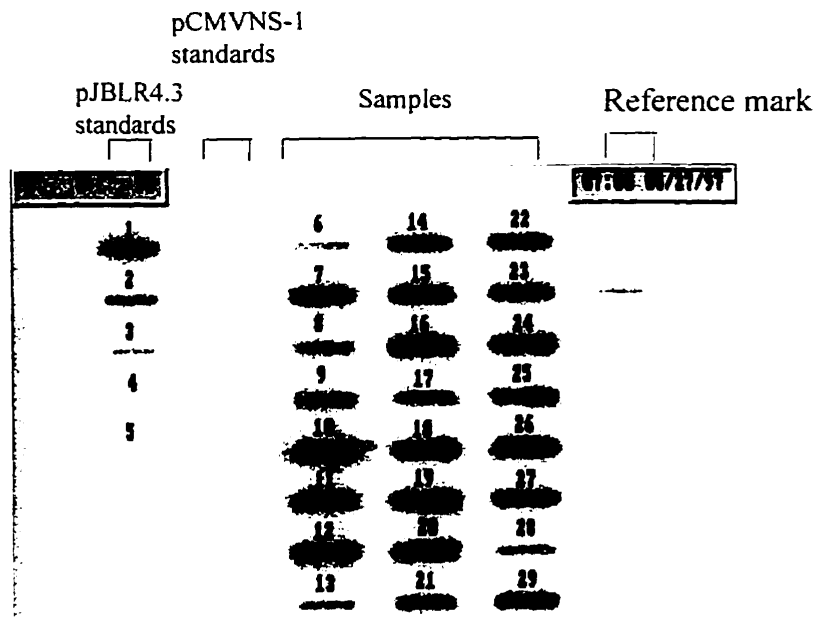 pCMVNS-1
standards
pJBLR4.3
standards
Samples
Reference mark
1 6 14 22
2 7 15 23
3 8 16 24
4 9 17 25
5 10 18 26
11 19 27
12 20 28
13 21 29